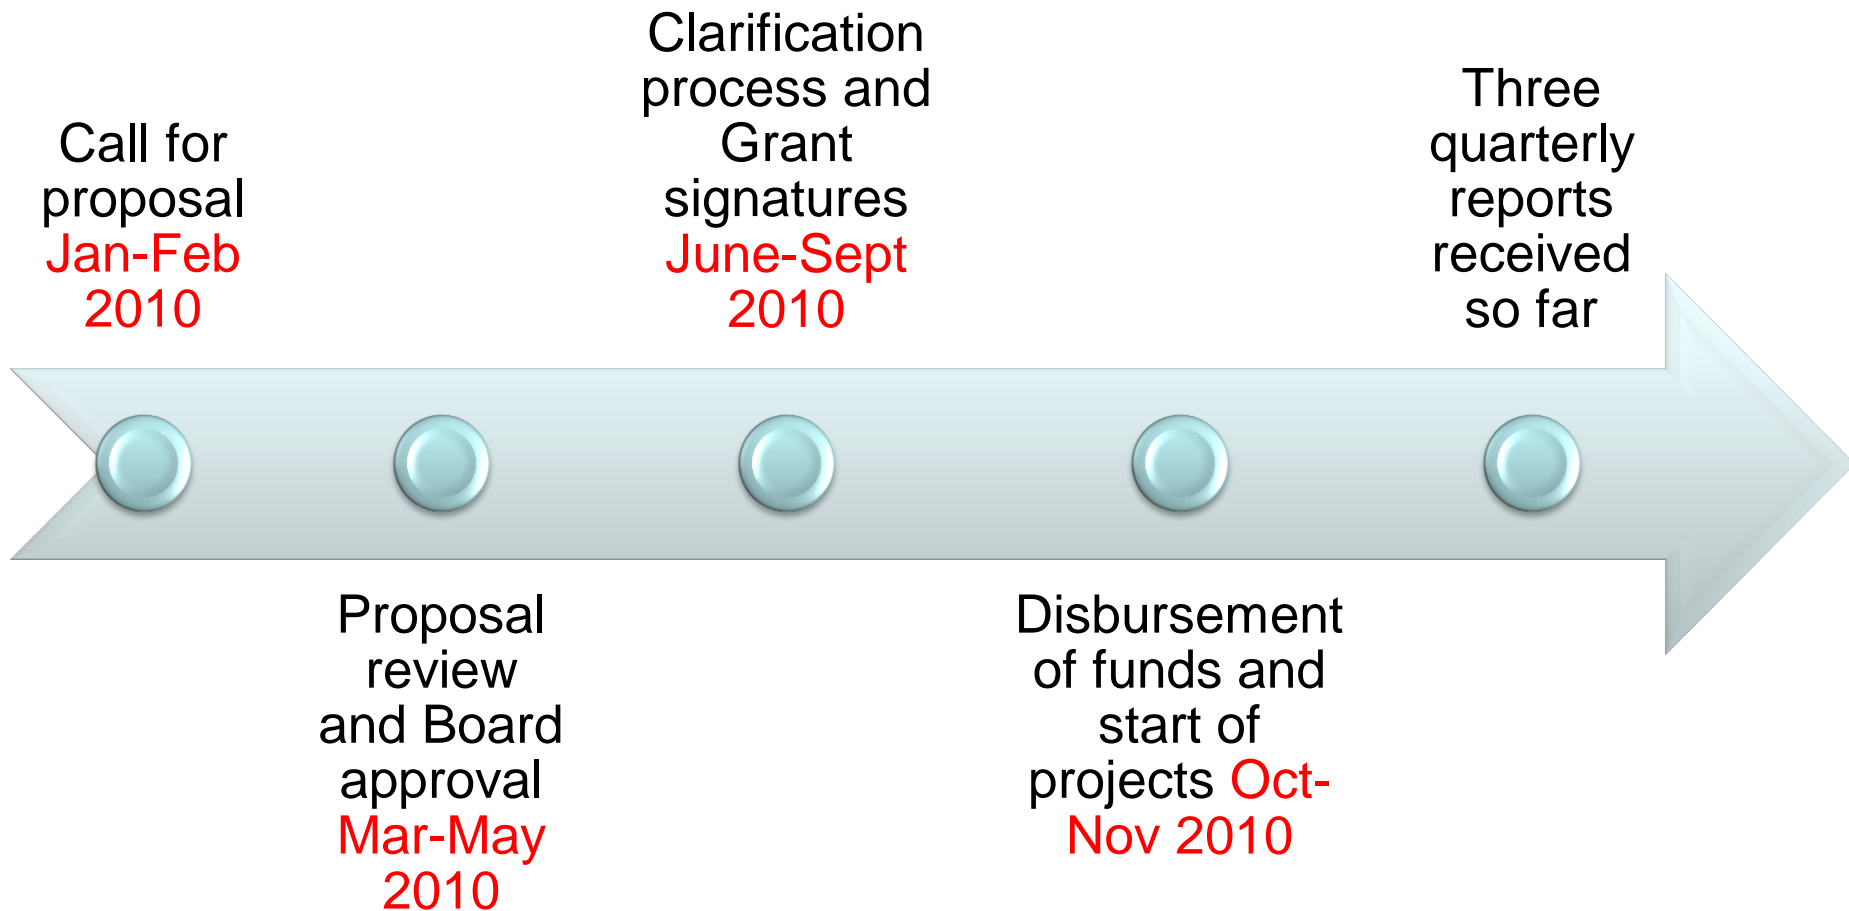 Call for
proposal
Jan-Feb
2010
Proposal
review
and Board
approval
Mar-May
2010
Clarification
process and
Grant
signatures
June-Sept
2010
Disbursement
of funds and
start of
projects Oct-
Nov 2010
Three
quarterly
reports
received
so far